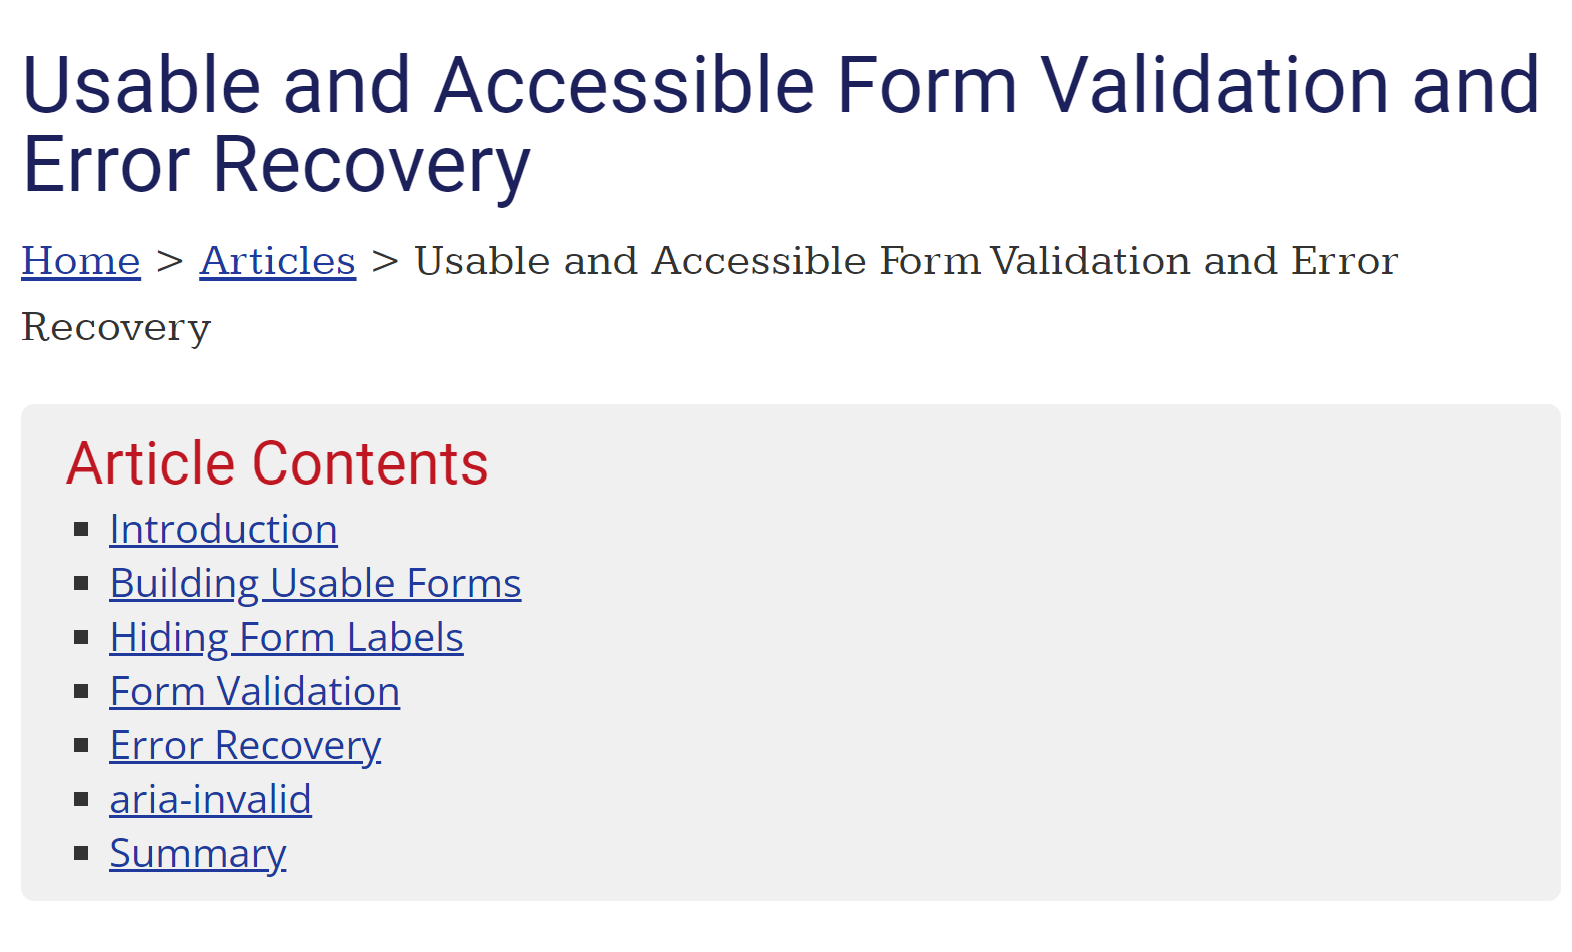 Usable and Accessible Form Validation and
Error Recovery
Home > Articles > Usable and Accessible Form Validation and Error
Recovery
Article Contents
Introduction
Building Usable Forms
Hiding Form Labels
Form Validation
Error Recovery
aria-invalid
Summary